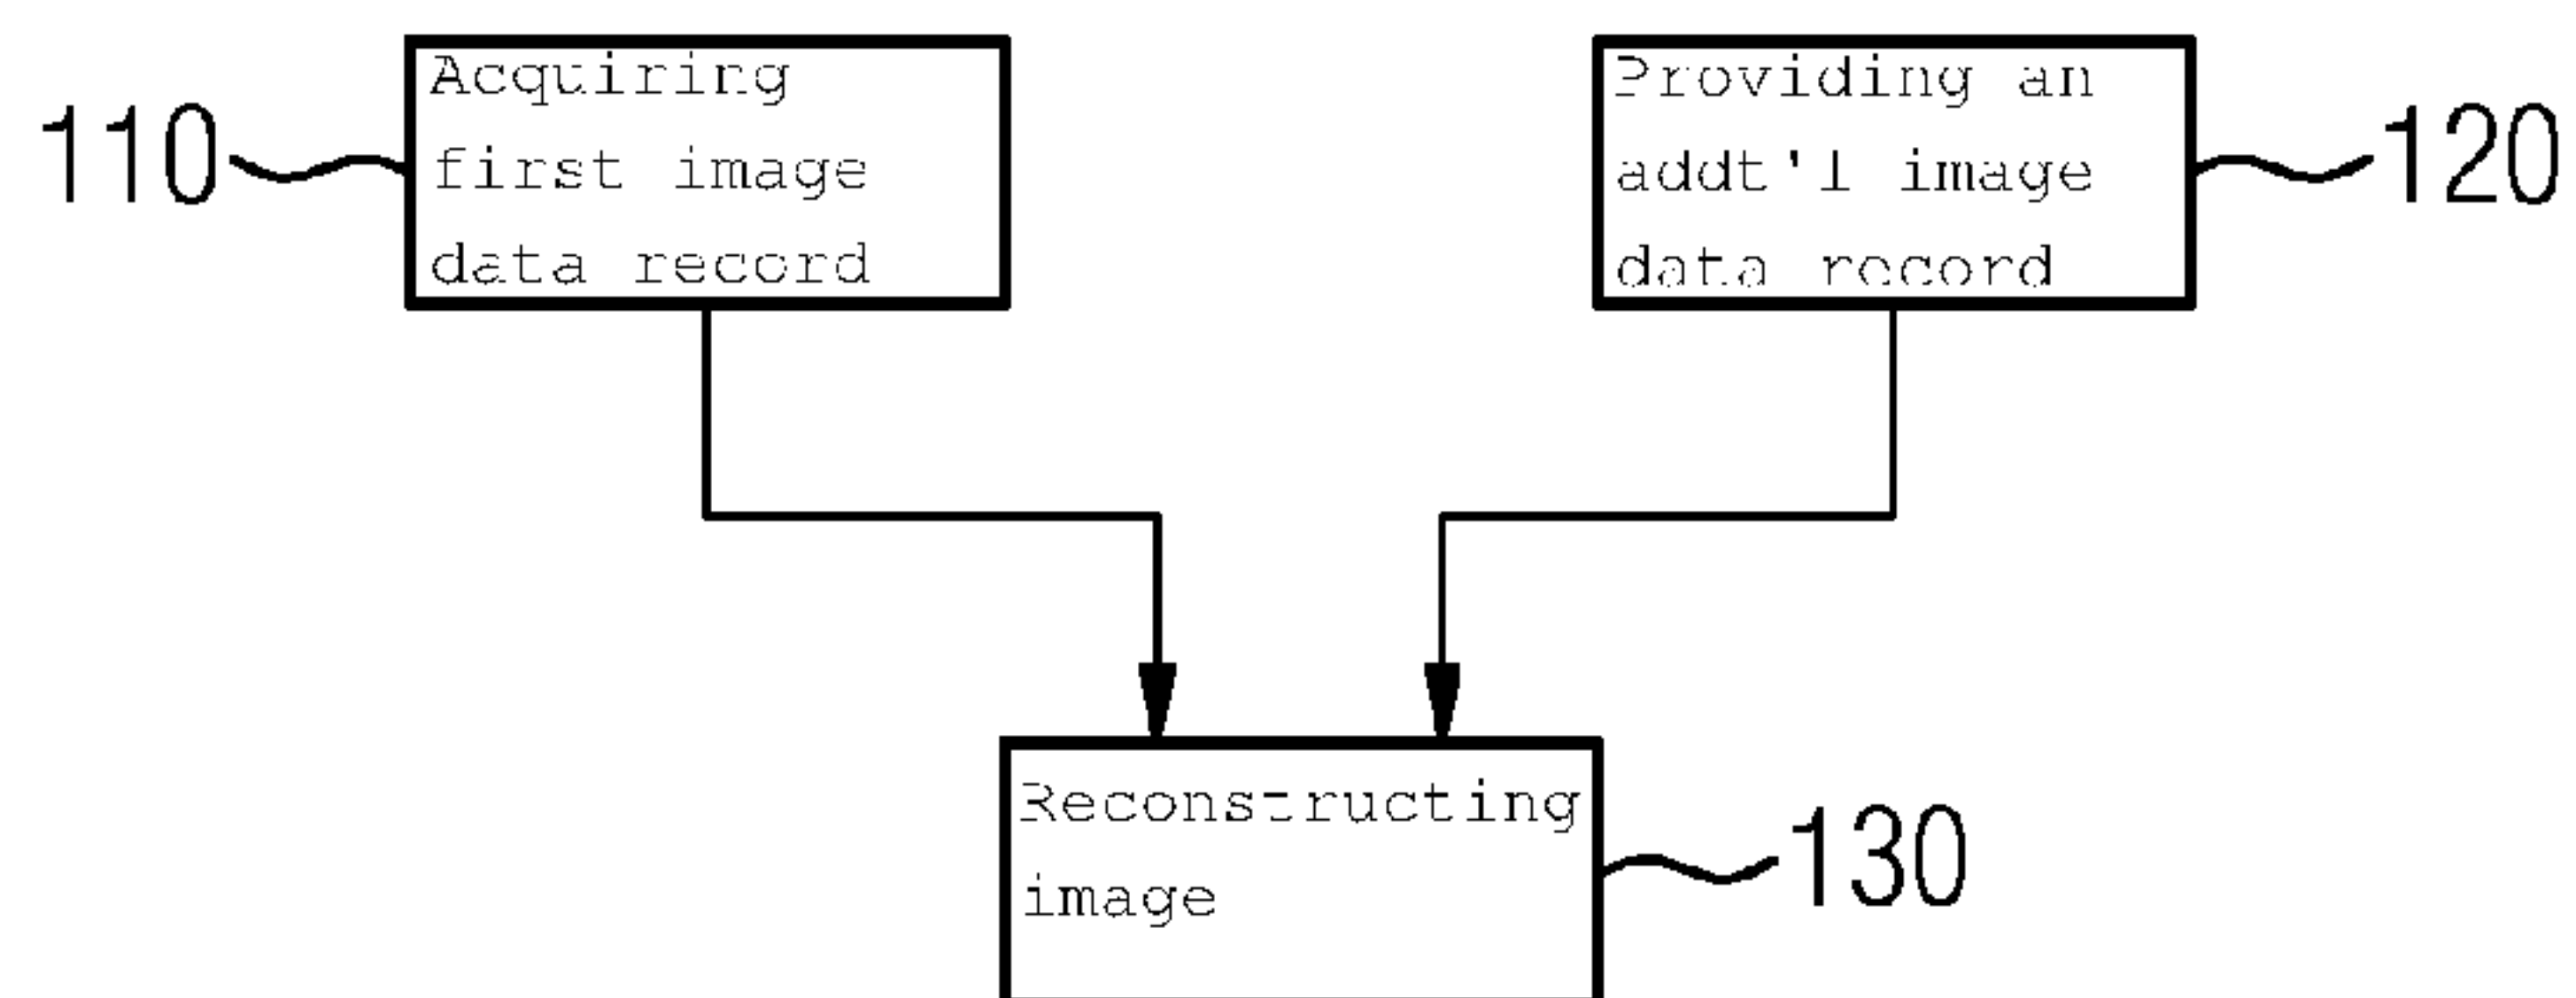 110
Acquiring
first image
data record
Providing an
addt'l image
data record
120
Reconstructing
image
130